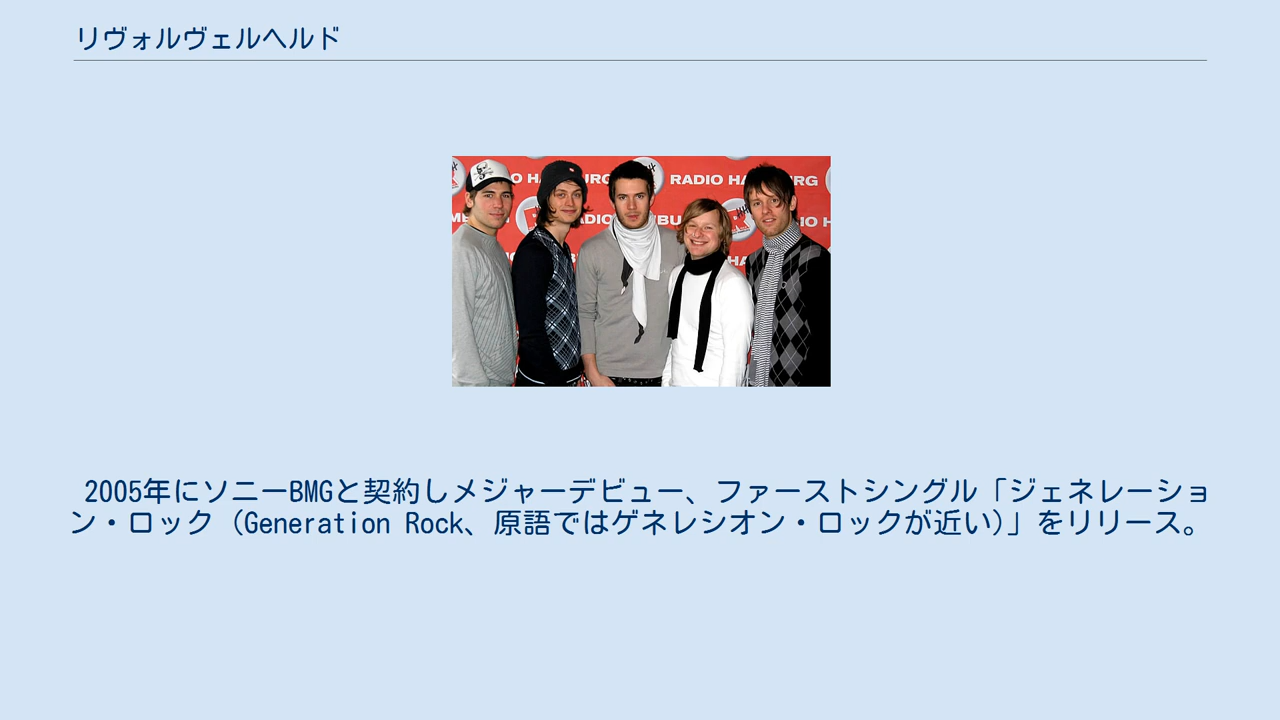 リヴォルヴェルヘルド
RADIO HAMBURG
2005年にソニーBMGと契約しメジャーデビュー、ファーストシングル「ジェネレーショ
ン・ロック（Generation Rock、原語ではゲネレシオン・ロックが近い)」をリリース。